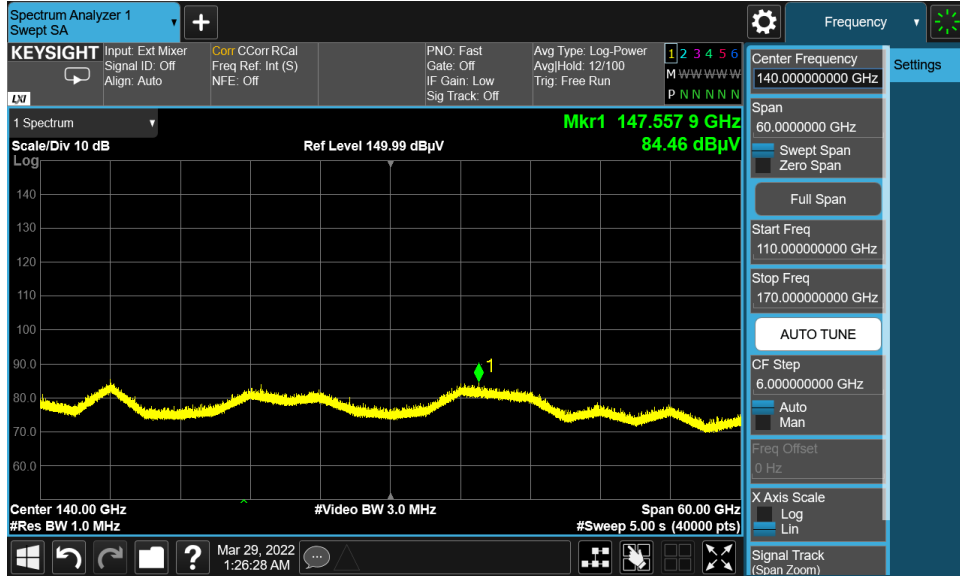 Spectrum Analyzer 1
Swept SA
+
Frequency
KEYSIGHT
Input: Ext Mixer
Signal ID: Off
Align: Auto
Corr CCorr RCal
Freq Ref: Int (S)
NFE: Off
PNO: Fast
Gate: Off
IF Gain: Low
Sig Track: Off
Avg Type: Log-Power
Avg|Hold: 12/100
Trig: Free Run
1 2 3 4 5 6
M W W W W W W
P N N N N N N
LXI
1 Spectrum
Scale/Div 10 dB
Ref Level 149.99 dBµV
Mkr1 147.557 9 GHz
84.46 dBµV
Log
140
130
120
110
100
90.0
80.0
70.0
60.0
1
Center 140.00 GHz
#Res BW 1.0 MHz
#Video BW 3.0 MHz
Span 60.00 GHz
#Sweep 5.00 s (40000 pts)
Center Frequency
140.000000000 GHz
Settings
Span
60.0000000 GHz
Swept Span
Zero Span
Full Span
Start Freq
110.000000000 GHz
Stop Freq
170.000000000 GHz
AUTO TUNE
CF Step
6.000000000 GHz
Auto
Man
Freq Offset
0 Hz
X Axis Scale
Log
Lin
Signal Track
(Span Zoom)
?
Mar 29, 2022
1:26:28 AM